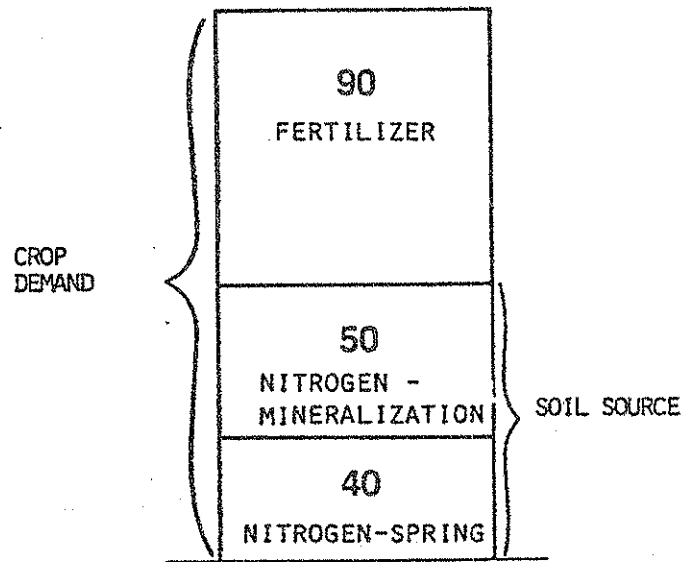 90
FERTILIZER
CROP
DEMAND
50
NITROGEN -
MINERALIZATION
SOIL SOURCE
40
NITROGEN-SPRING